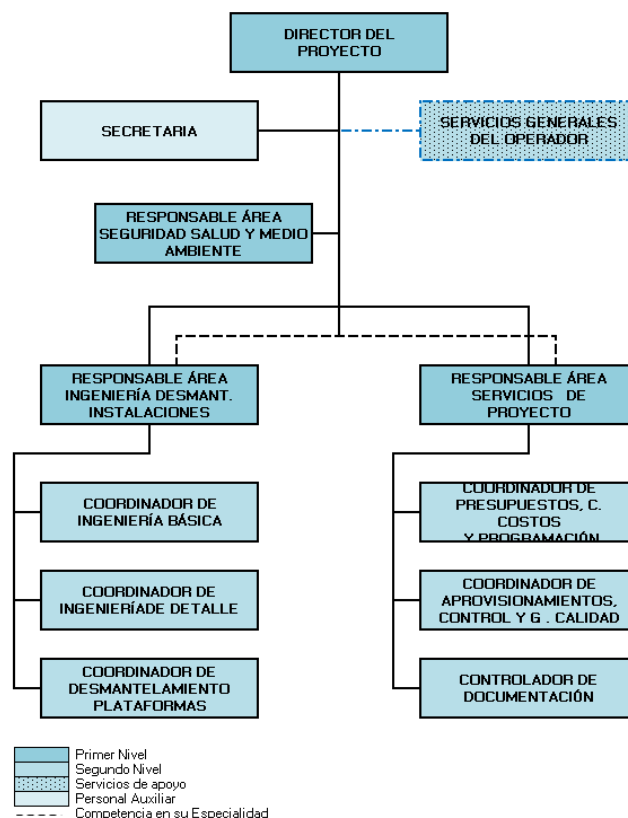 DIRECTOR DEL
PROYECTO
SECRETARIA
SERVICIOS GENERALES
DEL OPERADOR
RESPONSABLE ÁREA
SEGURIDAD SALUD Y MEDIO
AMBIENTE
RESPONSABLE ÁREA
INGENIERÍA DESMANT.
INSTALACIONES
RESPONSABLE ÁREA
SERVICIOS DE
PROYECTO
COORDINADOR DE
INGENIERÍA BÁSICA
COORDINADOR DE
PRESUPUESTOS, C.
COSTOS
Y PROGRAMACIÓN
COORDINADOR DE
INGENIERÍADE DETALLE
COORDINADOR DE
APROVISIONAMIENTOS,
CONTROL Y G . CALIDAD
COORDINADOR DE
DESMANTELAMIENTO
PLATAFORMAS
CONTROLADOR DE
DOCUMENTACIÓN
Primer Nivel
Segundo Nivel
Servicios de apoyo
Personal Auxiliar
Competencia en su Especialidad